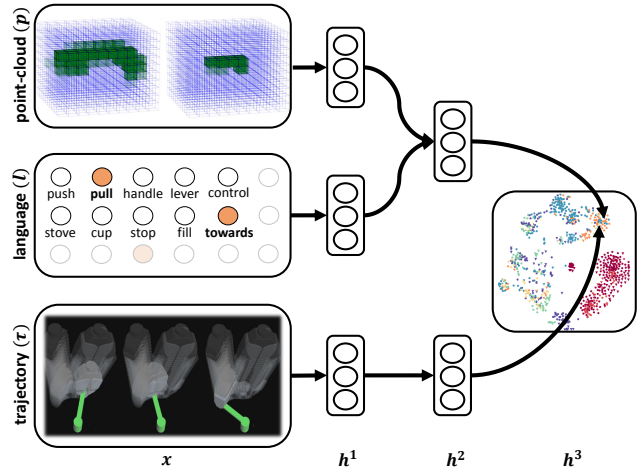 point-cloud (p)
language (l)
push pull handle lever control
stove cup stop fill towards
trajectory (τ)
x h¹ h² h³